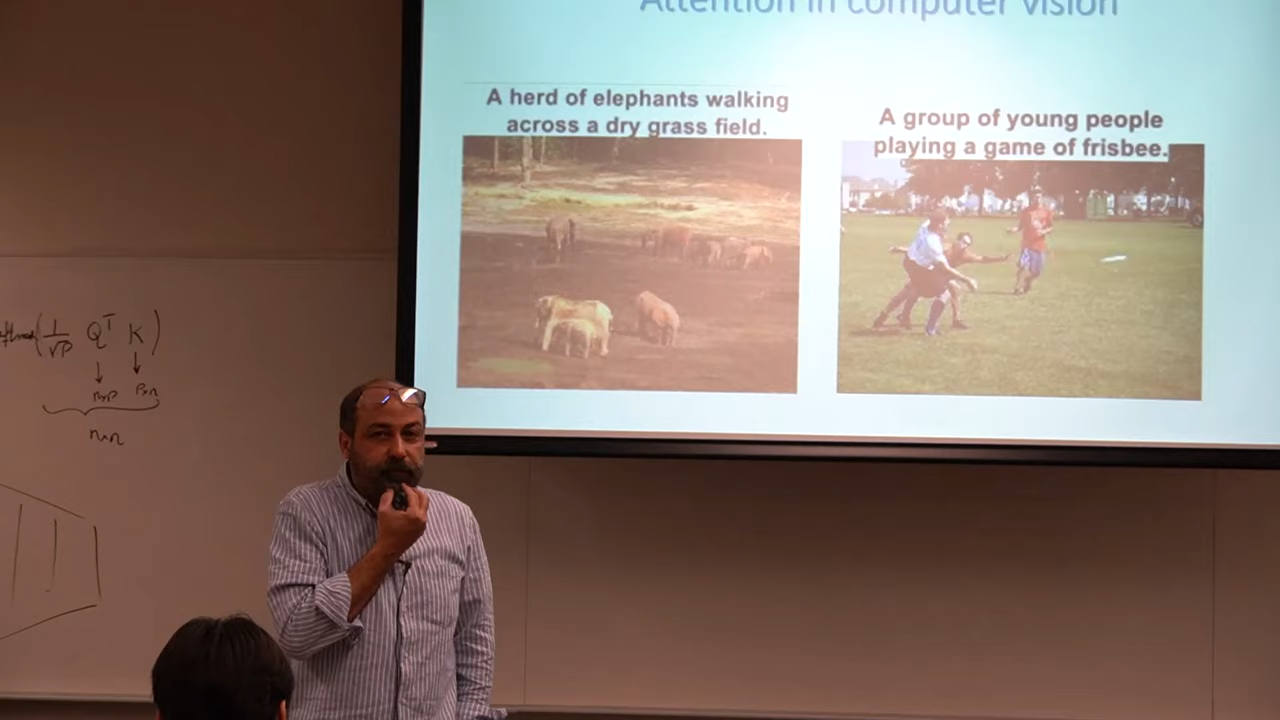 Attention in computer vision
A herd of elephants walking
across a dry grass field.
A group of young people
playing a game of frisbee.
(1/√P Q^T K)
n×p p×n
n×n